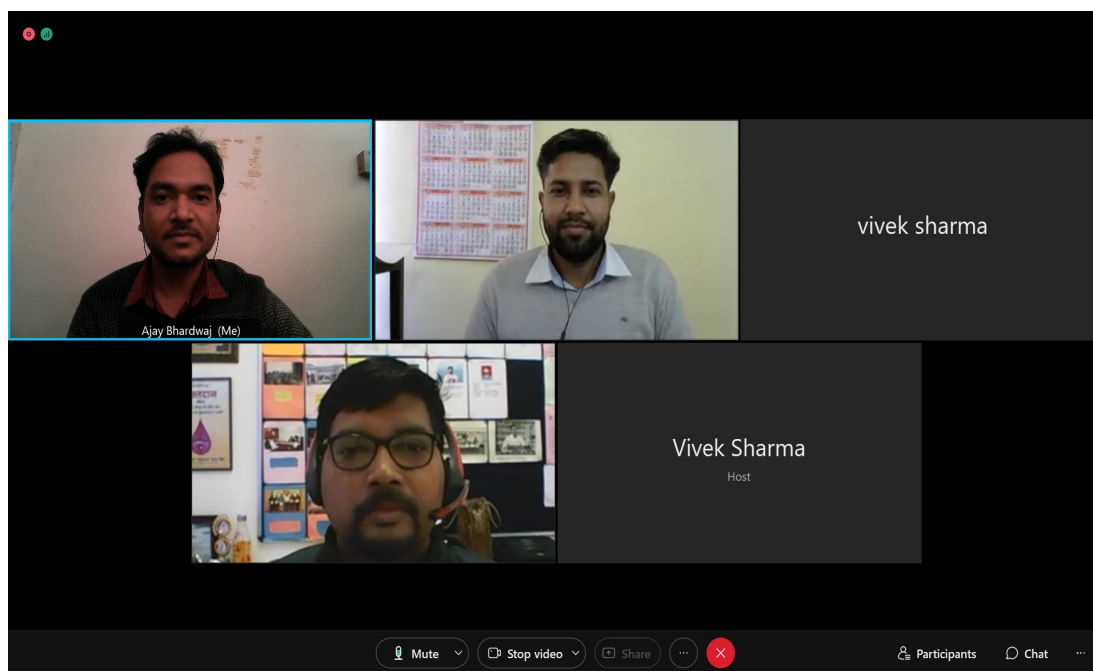 Ajay Bhardwaj (Me)
vivek sharma
Vivek Sharma
Host
Mute
Stop video
Share
Participants
Chat